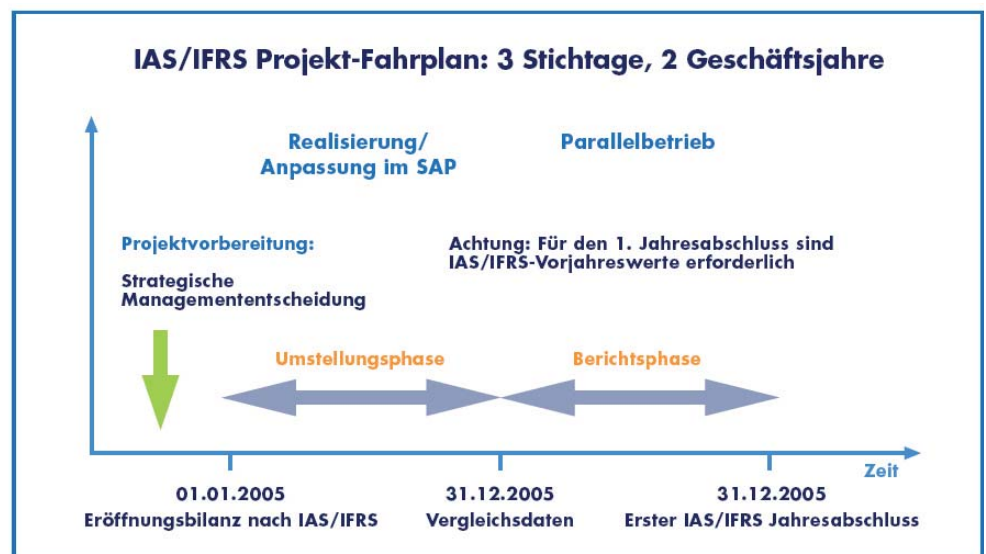 IAS/IFRS Projekt-Fahrplan: 3 Stichtage, 2 Geschäftsjahre
Realisierung/
Anpassung im SAP
Parallelbetrieb
Projektvorbereitung:
Strategische
Managemententscheidung
Achtung: Für den 1. Jahresabschluss sind
IAS/IFRS-Vorjahreswerte erforderlich
Umstellungsphase
Berichtsphase
Zeit
01.01.2005
Eröffnungsbilanz nach IAS/IFRS
31.12.2005
Vergleichsdaten
31.12.2005
Erster IAS/IFRS Jahresabschluss